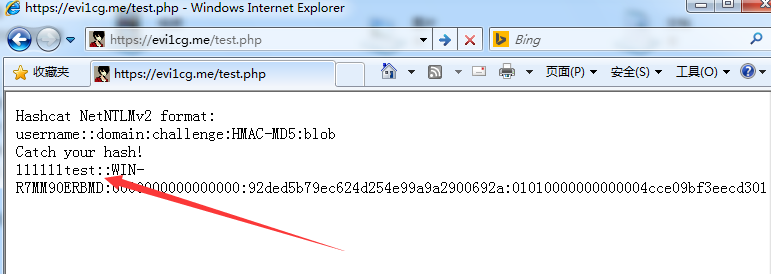 https://evi1cg.me/test.php - Windows Internet Explorer
https://evi1cg.me/test.php
Bing
收藏夹
https://evi1cg.me/test.php
页面(P)
安全(S)
工具(O)
Hashcat NetNTLMv2 format:
username::domain:challenge:HMAC-MD5:blob
Catch your hash!
111111test::WIN-
R7MM90ERBMD:0000000000000000:92ded5b79ec624d254e99a9a2900692a:01010000000000004cce09bf3eecd301